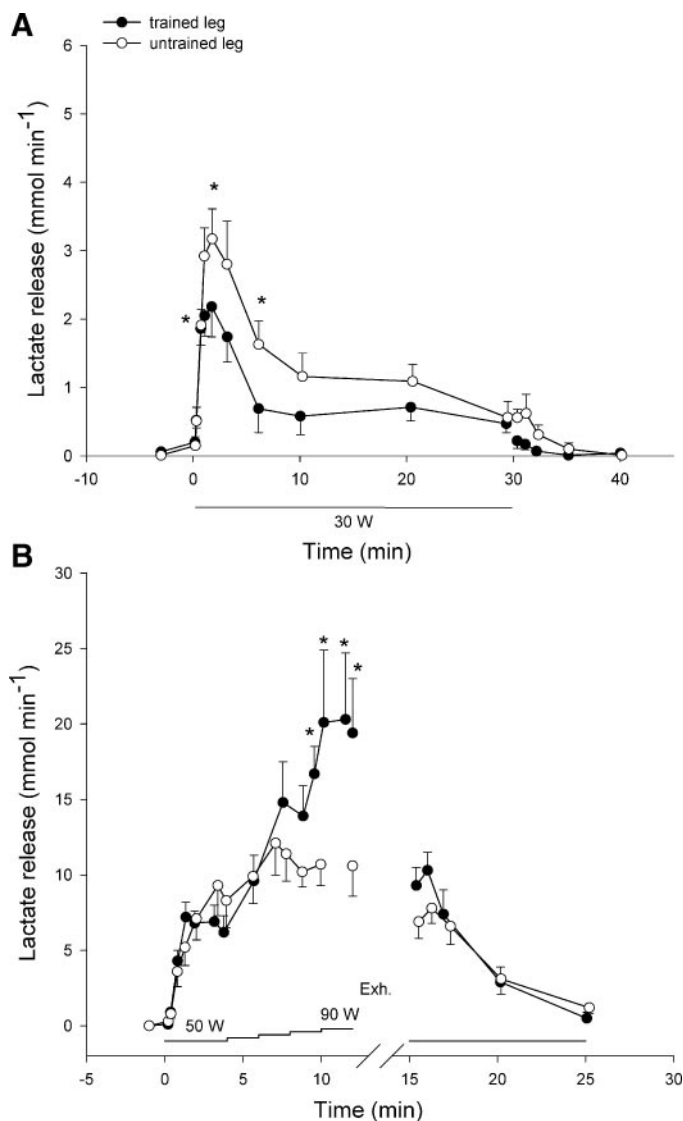 A
trained leg
untrained leg
6
5
4
3
2
1
0
Lactate release (mmol min⁻¹)
*
*
*
-10
0
10
20
30
40
30 W
Time (min)
B
30
25
20
15
10
5
0
Lactate release (mmol min⁻¹)
* * * *
Exh.
50 W
90 W
-5
0
5
10
15
20
25
30
Time (min)